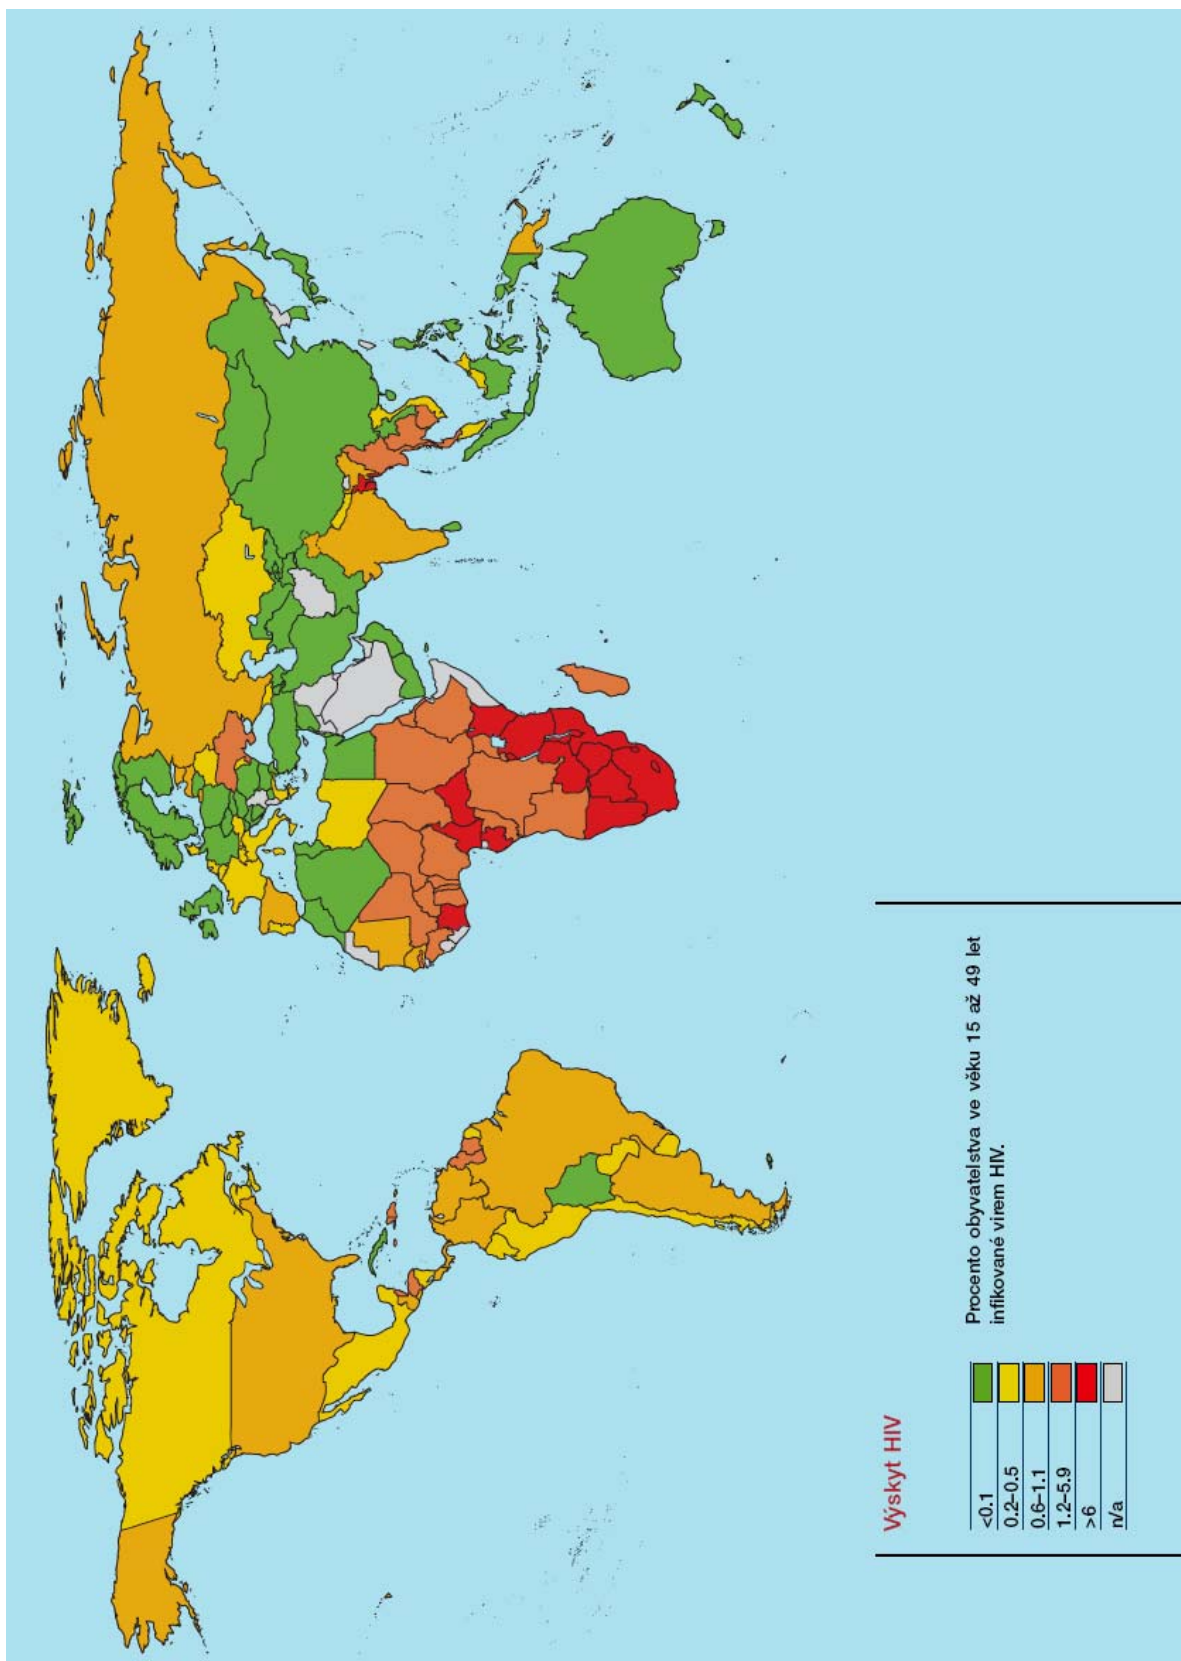 Výskyt HIV
Procento obyvatelstva ve věku 15 až 49 let
infikované virem HIV.
<0.1
0.2–0.5
0.6–1.1
1.2–5.9
>6
n/a